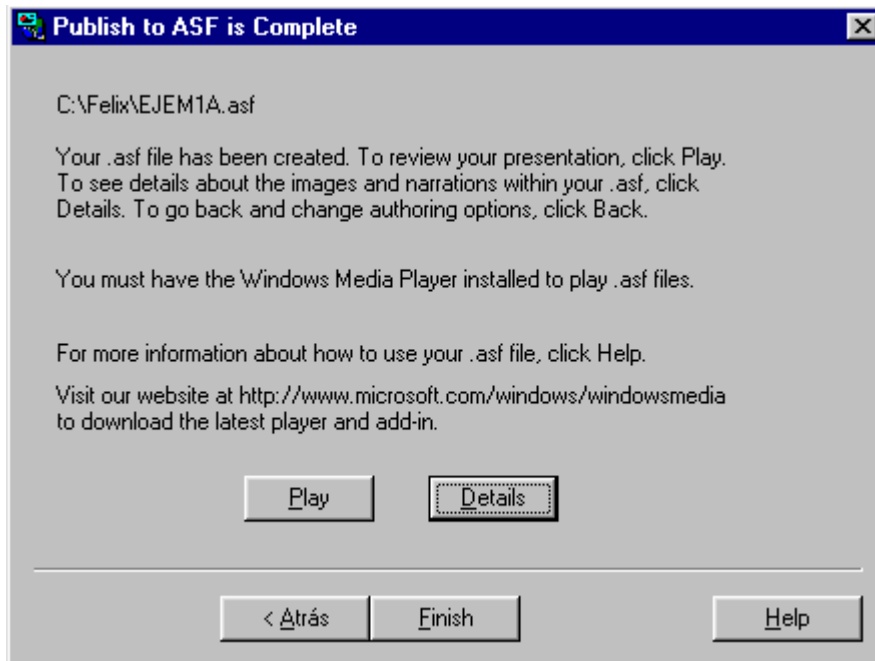 Publish to ASF is Complete
C:\Felix\EJEM1A.asf
Your .asf file has been created. To review your presentation, click Play.
To see details about the images and narrations within your .asf, click
Details. To go back and change authoring options, click Back.
You must have the Windows Media Player installed to play .asf files.
For more information about how to use your .asf file, click Help.
Visit our website at http://www.microsoft.com/windows/windowsmedia
to download the latest player and add-in.
Play Details
< Atrás Finish Help